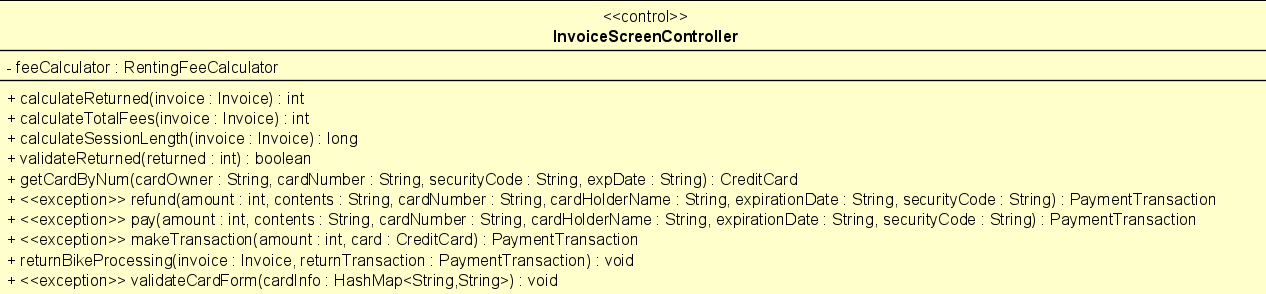 <<control>>
InvoiceScreenController
- feeCalculator : RentingFeeCalculator
+ calculateReturned(invoice : Invoice) : int
+ calculateTotalFees(invoice : Invoice) : int
+ calculateSessionLength(invoice : Invoice) : long
+ validateReturned(returned : int) : boolean
+ getCardByNum(cardOwner : String, cardNumber : String, securityCode : String, expDate : String) : CreditCard
+ <<exception>> refund(amount : int, contents : String, cardNumber : String, cardHolderName : String, expirationDate : String, securityCode : String) : PaymentTransaction
+ <<exception>> pay(amount : int, contents : String, cardNumber : String, cardHolderName : String, expirationDate : String, securityCode : String) : PaymentTransaction
+ <<exception>> makeTransaction(amount : int, card : CreditCard) : PaymentTransaction
+ returnBikeProcessing(invoice : Invoice, returnTransaction : PaymentTransaction) : void
+ <<exception>> validateCardForm(cardInfo : HashMap<String,String>) : void